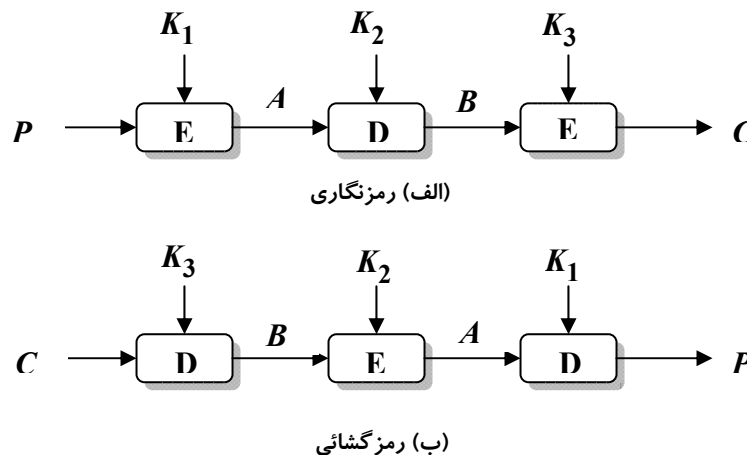 K1 K2 K3
P E A D B E C
(الف) رمزنگاری
K3 K2 K1
C D B E A D P
(ب) رمزگشائی